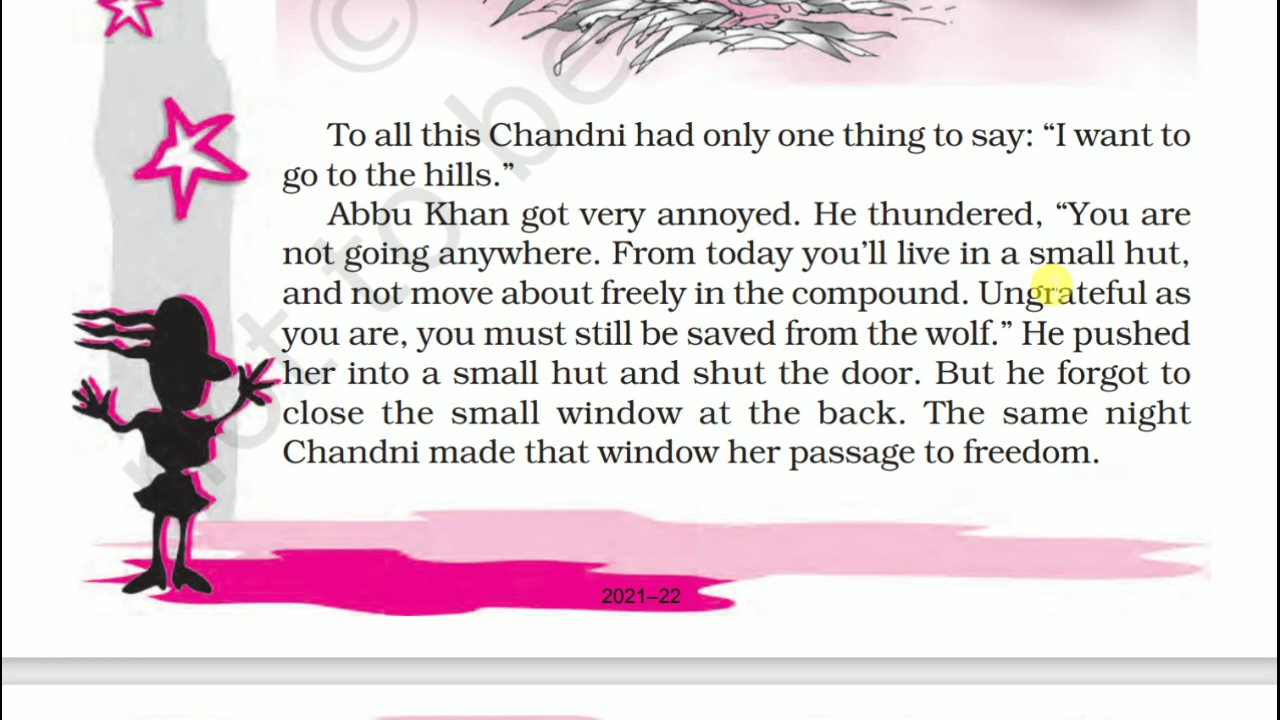 To all this Chandni had only one thing to say: “I want to
go to the hills.”
Abbu Khan got very annoyed. He thundered, “You are
not going anywhere. From today you’ll live in a small hut,
and not move about freely in the compound. Ungrateful as
you are, you must still be saved from the wolf.” He pushed
her into a small hut and shut the door. But he forgot to
close the small window at the back. The same night
Chandni made that window her passage to freedom.
2021–22
© not to be